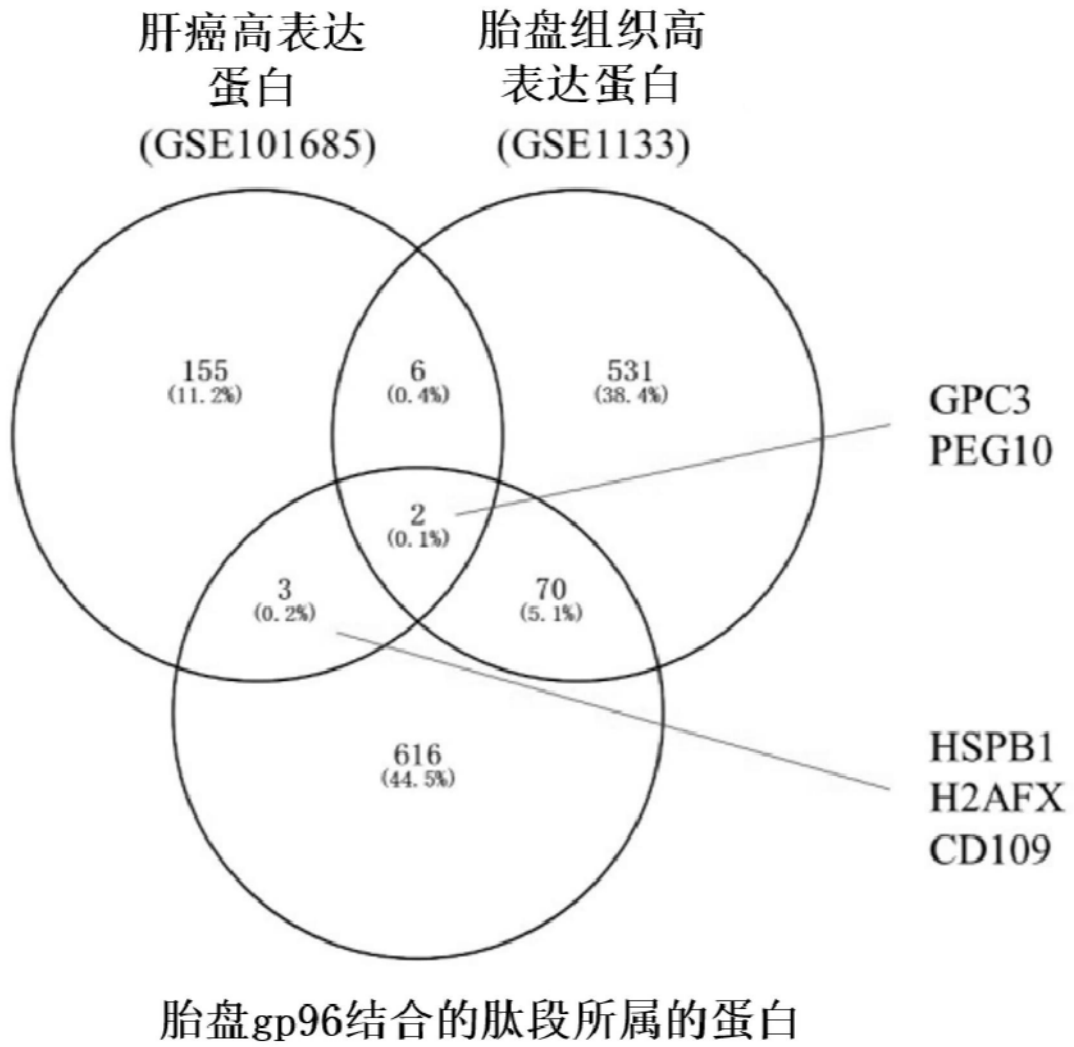 肝癌高表达
蛋白
(GSE101685)
胎盘组织高
表达蛋白
(GSE1133)
155
(11.2%)
6
(0.4%)
531
(38.4%)
GPC3
PEG10
2
(0.1%)
3
(0.2%)
70
(5.1%)
616
(44.5%)
HSPB1
H2AFX
CD109
胎盘gp96结合的肽段所属的蛋白